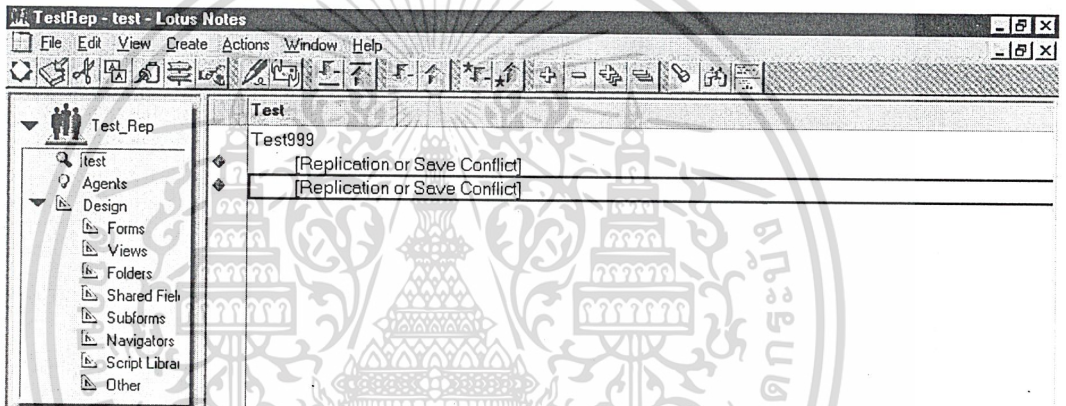 TestRep - test - Lotus Notes
File Edit View Create Actions Window Help
Test_Rep
test
Agents
Design
Forms
Views
Folders
Shared Fiel
Subforms
Navigators
Script Librar
Other
Test
Test999
[Replication or Save Conflict]
[Replication or Save Conflict]